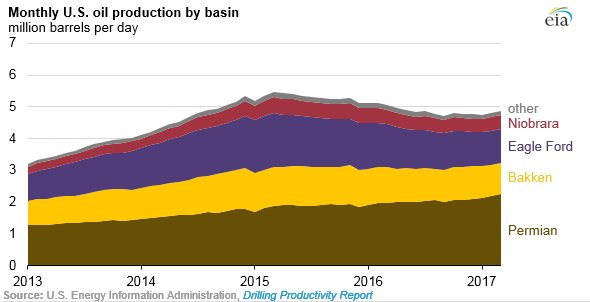 Monthly U.S. oil production by basin
million barrels per day
eia
7
6
5
4
3
2
1
0
2013 2014 2015 2016 2017
other
Niobrara
Eagle Ford
Bakken
Permian
Source: U.S. Energy Information Administration, Drilling Productivity Report